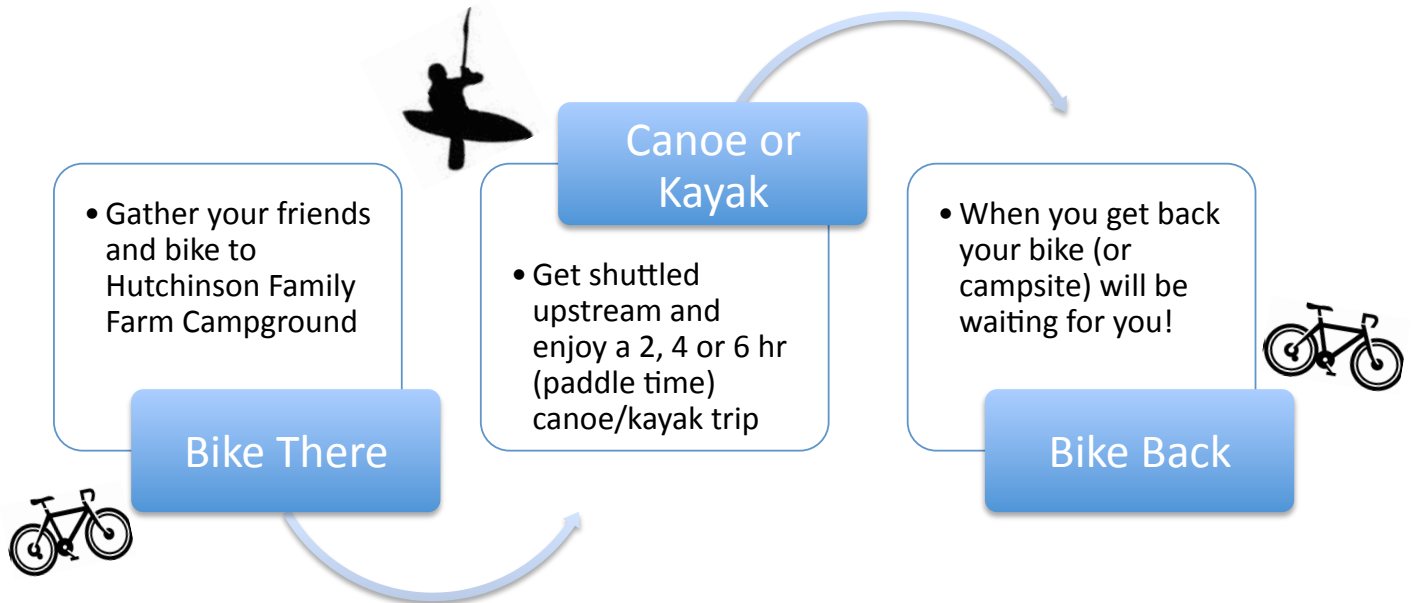 • Gather your friends
and bike to
Hutchinson Family
Farm Campground
Bike There
Canoe or
Kayak
• Get shuttled
upstream and
enjoy a 2, 4 or 6 hr
(paddle time)
canoe/kayak trip
• When you get back
your bike (or
campsite) will be
waiting for you!
Bike Back